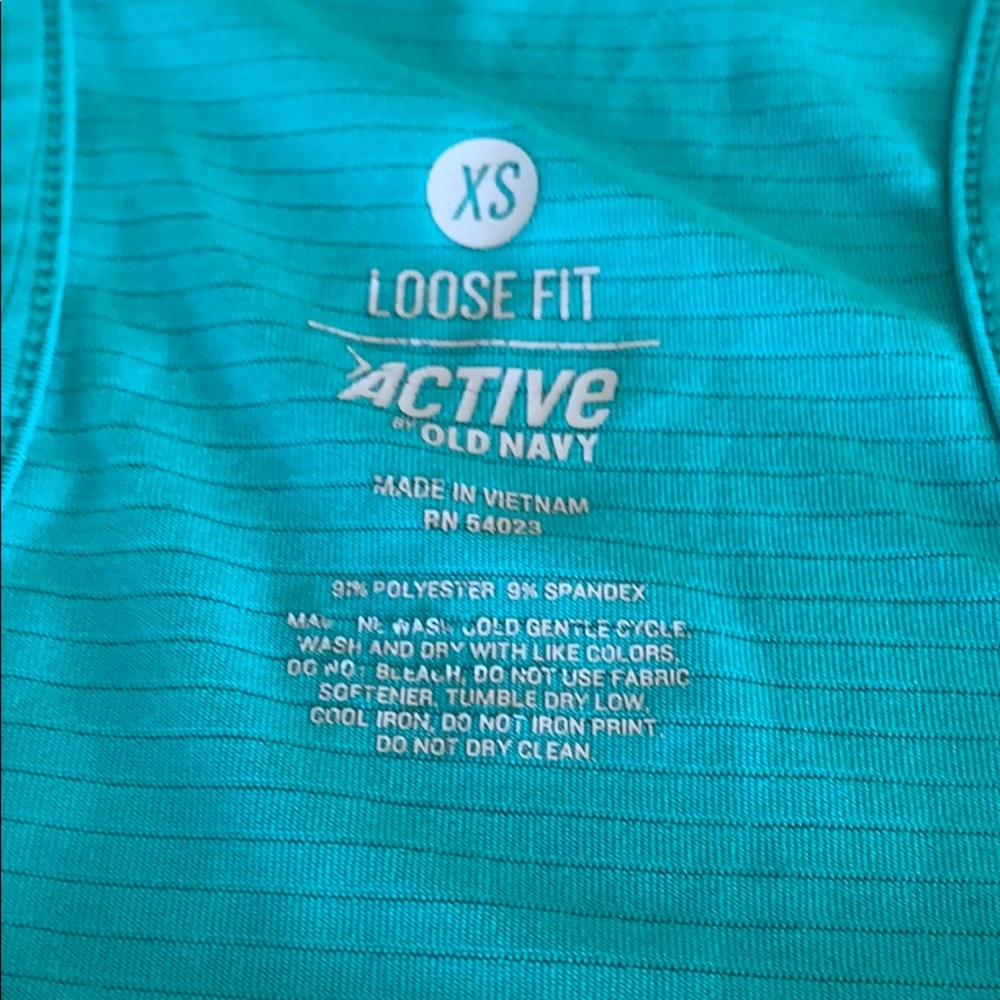 XS
LOOSE FIT
ACTIVE
BY OLD NAVY
MADE IN VIETNAM
RN 54023
91% POLYESTER 9% SPANDEX
WASH COLD GENTLE CYCLE,
WASH AND DRY WITH LIKE COLORS,
DO NOT BLEACH, DO NOT USE FABRIC
SOFTENER, TUMBLE DRY LOW,
COOL IRON, DO NOT IRON PRINT,
DO NOT DRY CLEAN.